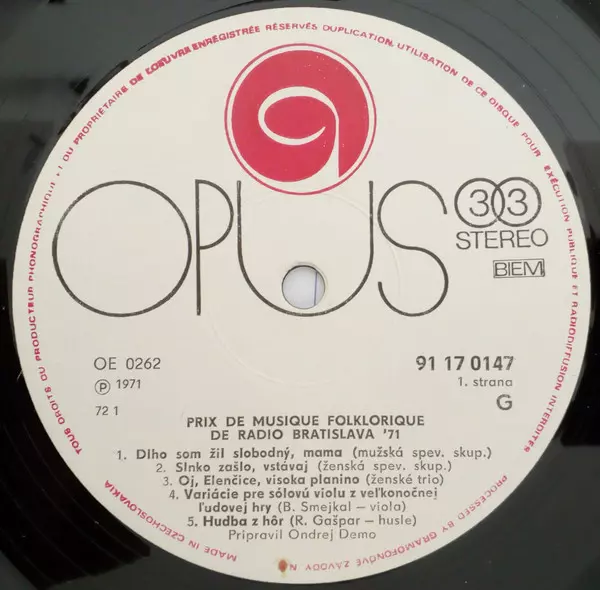 TOUS DROITS DU PRODUCTEUR PHONOGRAPHIQUE ET DU PROPRIÉTAIRE DE L'OEUVRE ENREGISTRÉE RÉSERVÉS DUPLICATION, UTILISATION DE CE DISQUE POUR EXÉCUTION PUBLIQUE ET RADIODIFFUSION INTERDITES
OPUS
33
STEREO
BIEM
OE 0262
℗ 1971
72 1
91 17 0147
1. strana
G
PRIX DE MUSIQUE FOLKLORIQUE
DE RADIO BRATISLAVA '71
1. Dlho som žil slobodný, mama (mužská spev. skup.)
2. Slnko zašlo, vstávaj (ženská spev. skup.)
3. Oj, Elenčice, visoka planino (ženské trio)
4. Variácie pre sólovú violu z veľkonočnej
ľudovej hry (B. Smejkal – viola)
5. Hudba z hôr (R. Gašpar – husle)
Pripravil Ondrej Demo
MADE IN CZECHOSLOVAKIA
PROCESSED BY GRAMOFONOVÉ ZÁVODY